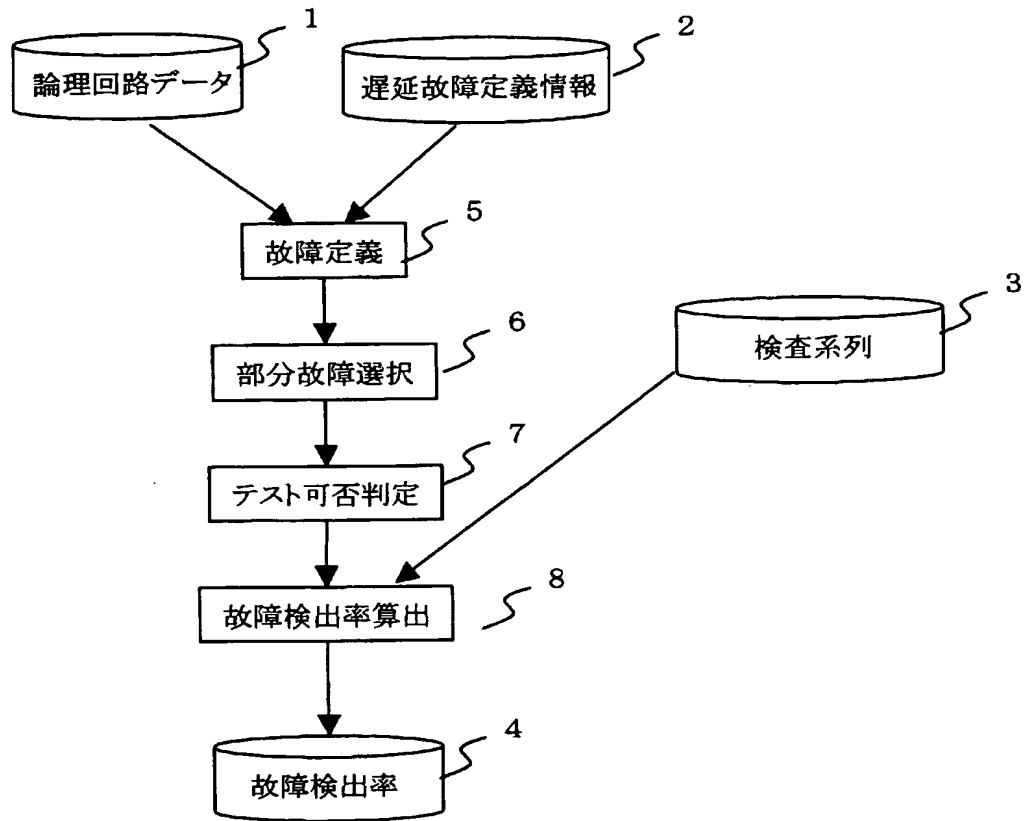 1
論理回路データ
2
遅延故障定義情報
5
故障定義
3
検査系列
6
部分故障選択
7
テスト可否判定
8
故障検出率算出
4
故障検出率